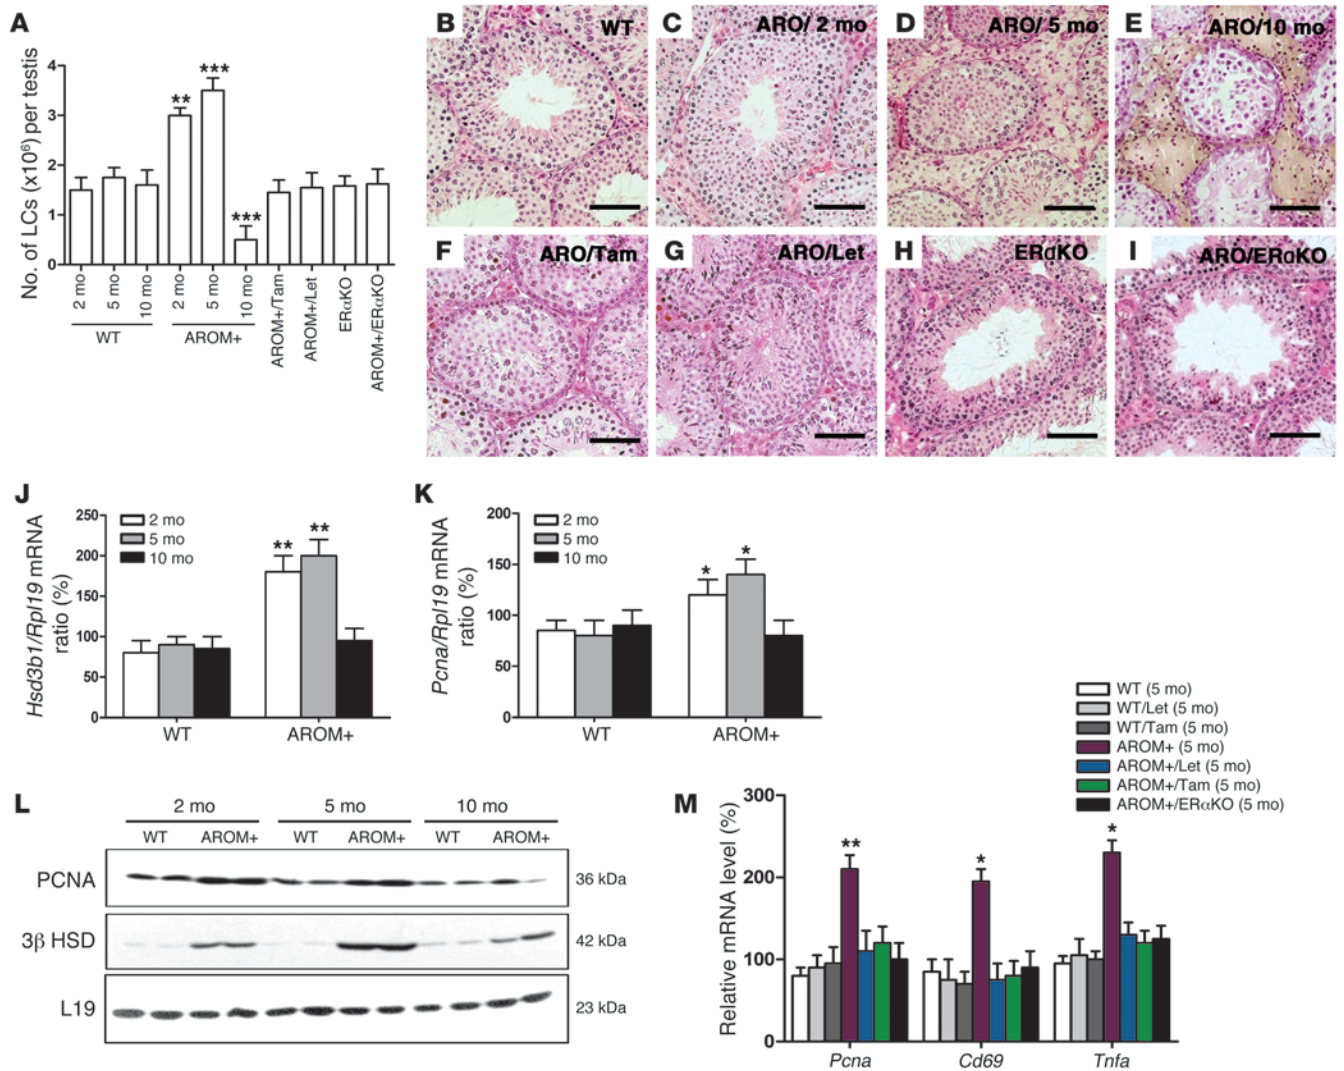 A
No. of LCs (x10⁶) per testis
4
3
2
1
0
**
***
***
2 mo
5 mo
10 mo
2 mo
5 mo
10 mo
AROM+/Tam
AROM+/Let
ERαKO
AROM+/ERαKO
WT
AROM+
B
WT
C
ARO/ 2 mo
D
ARO/ 5 mo
E
ARO/10 mo
F
ARO/Tam
G
ARO/Let
H
ERαKO
I
ARO/ERαKO
J
Hsd3b1/Rpl19 mRNA
ratio (%)
250
200
150
100
50
0
2 mo
5 mo
10 mo
**
**
WT
AROM+
K
Pcna/Rpl19 mRNA
ratio (%)
200
150
100
50
0
2 mo
5 mo
10 mo
*
*
WT
AROM+
L
2 mo
5 mo
10 mo
WT
AROM+
WT
AROM+
WT
AROM+
PCNA
36 kDa
3β HSD
42 kDa
L19
23 kDa
M
WT (5 mo)
WT/Let (5 mo)
WT/Tam (5 mo)
AROM+ (5 mo)
AROM+/Let (5 mo)
AROM+/Tam (5 mo)
AROM+/ERαKO (5 mo)
Relative mRNA level (%)
300
200
100
0
**
*
*
Pcna
Cd69
Tnfa